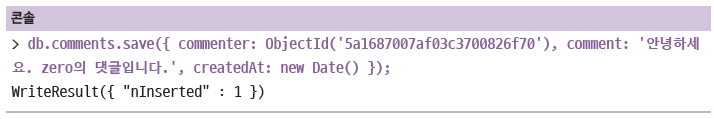 콘솔
> db.comments.save({ commenter: ObjectId('5a1687007af03c3700826f70'), comment: '안녕하세
요. zero의 댓글입니다.', createdAt: new Date() });
WriteResult({ "nInserted" : 1 })